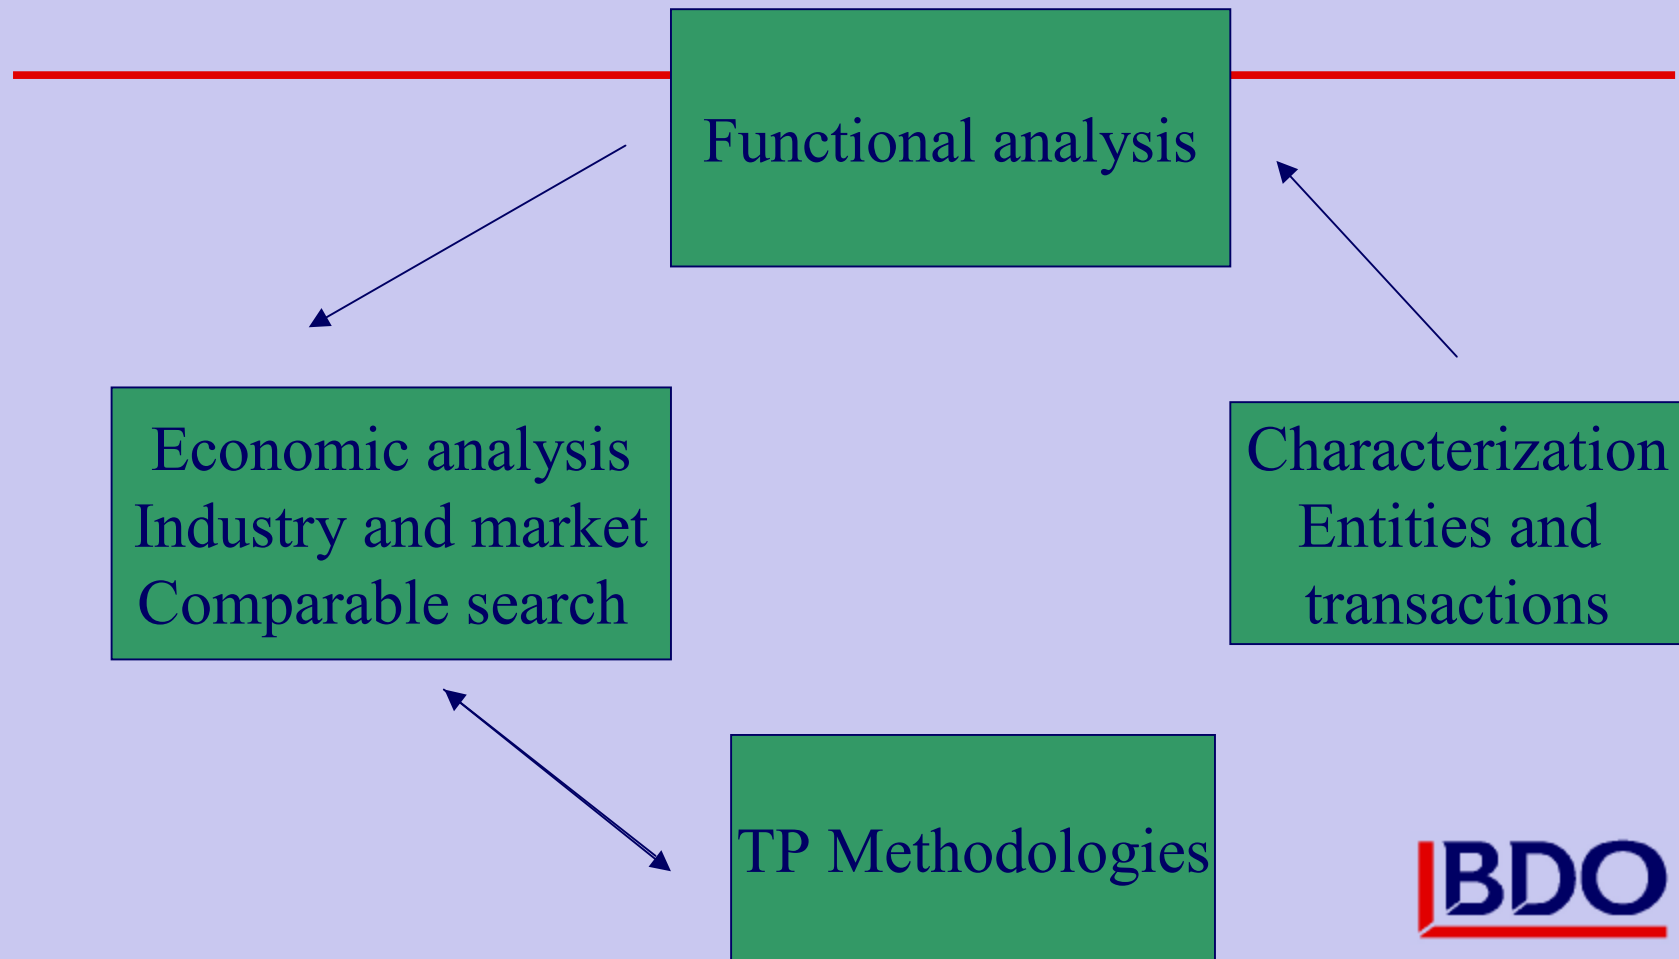 Functional analysis
Economic analysis
Industry and market
Comparable search
Characterization
Entities and
transactions
TP Methodologies
BDO